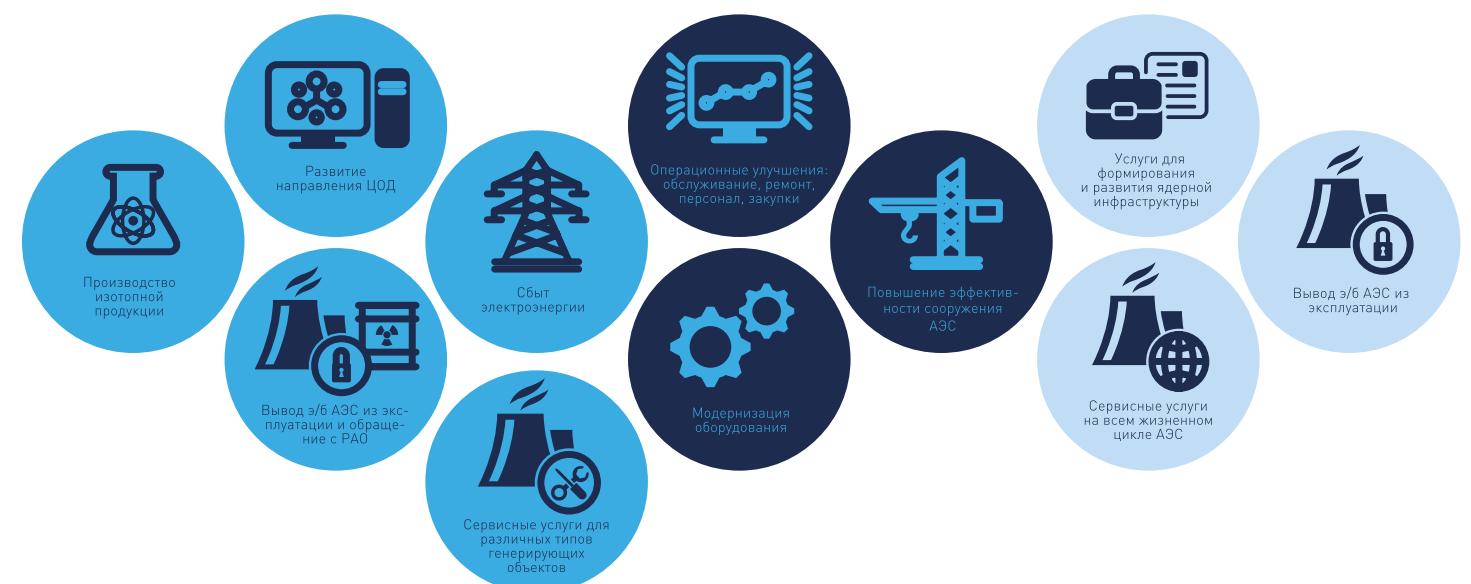 Производство
изотопной
продукции
Развитие
направления ЦОД
Вывод э/б АЭС из экс-
плуатации и обраще-
ние с РАО
Сбыт
электроэнергии
Сервисные услуги для
различных типов
генерирующих
объектов
Операционные улучшения:
обслуживание, ремонт,
персонал, закупки
Модернизация
оборудования
Повышение эффектив-
ности сооружения
АЭС
Услуги для
формирования
и развития ядерной
инфраструктуры
Сервисные услуги
на всем жизненном
цикле АЭС
Вывод э/б АЭС из
эксплуатации